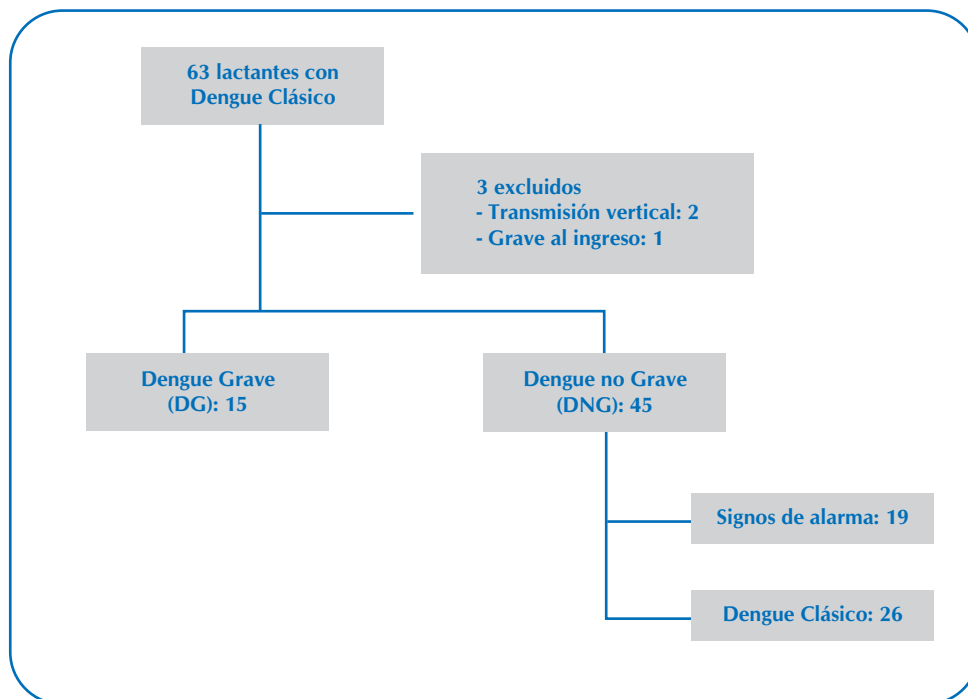 63 lactantes con
Dengue Clásico
3 excluidos
- Transmisión vertical: 2
- Grave al ingreso: 1
Dengue Grave
(DG): 15
Dengue no Grave
(DNG): 45
Signos de alarma: 19
Dengue Clásico: 26